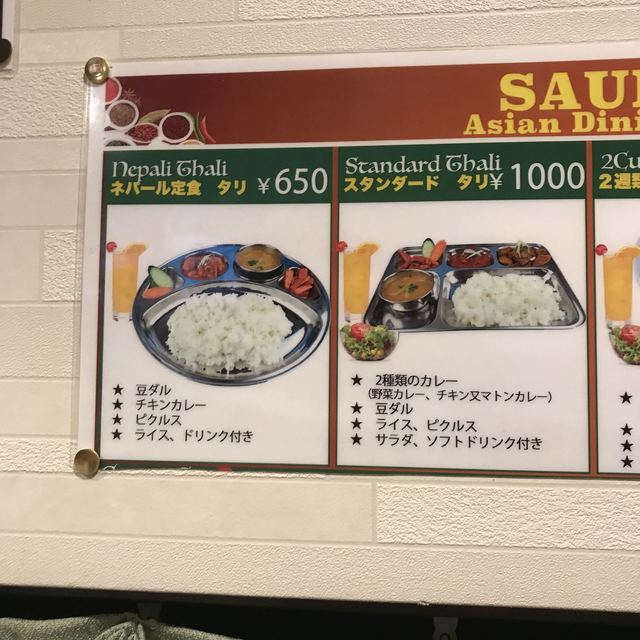 SAU
Asian Dini
Nepali Thali
ネパール定食 タリ ¥650
★ 豆ダル
★ チキンカレー
★ ピクルス
★ ライス、ドリンク付き
Standard Thali
スタンダード タリ¥1000
★ 2種類のカレー
(野菜カレー、チキン又マトンカレー)
★ 豆ダル
★ ライス、ピクルス
★ サラダ、ソフトドリンク付き
2Cu
2週類
★
★
★
★